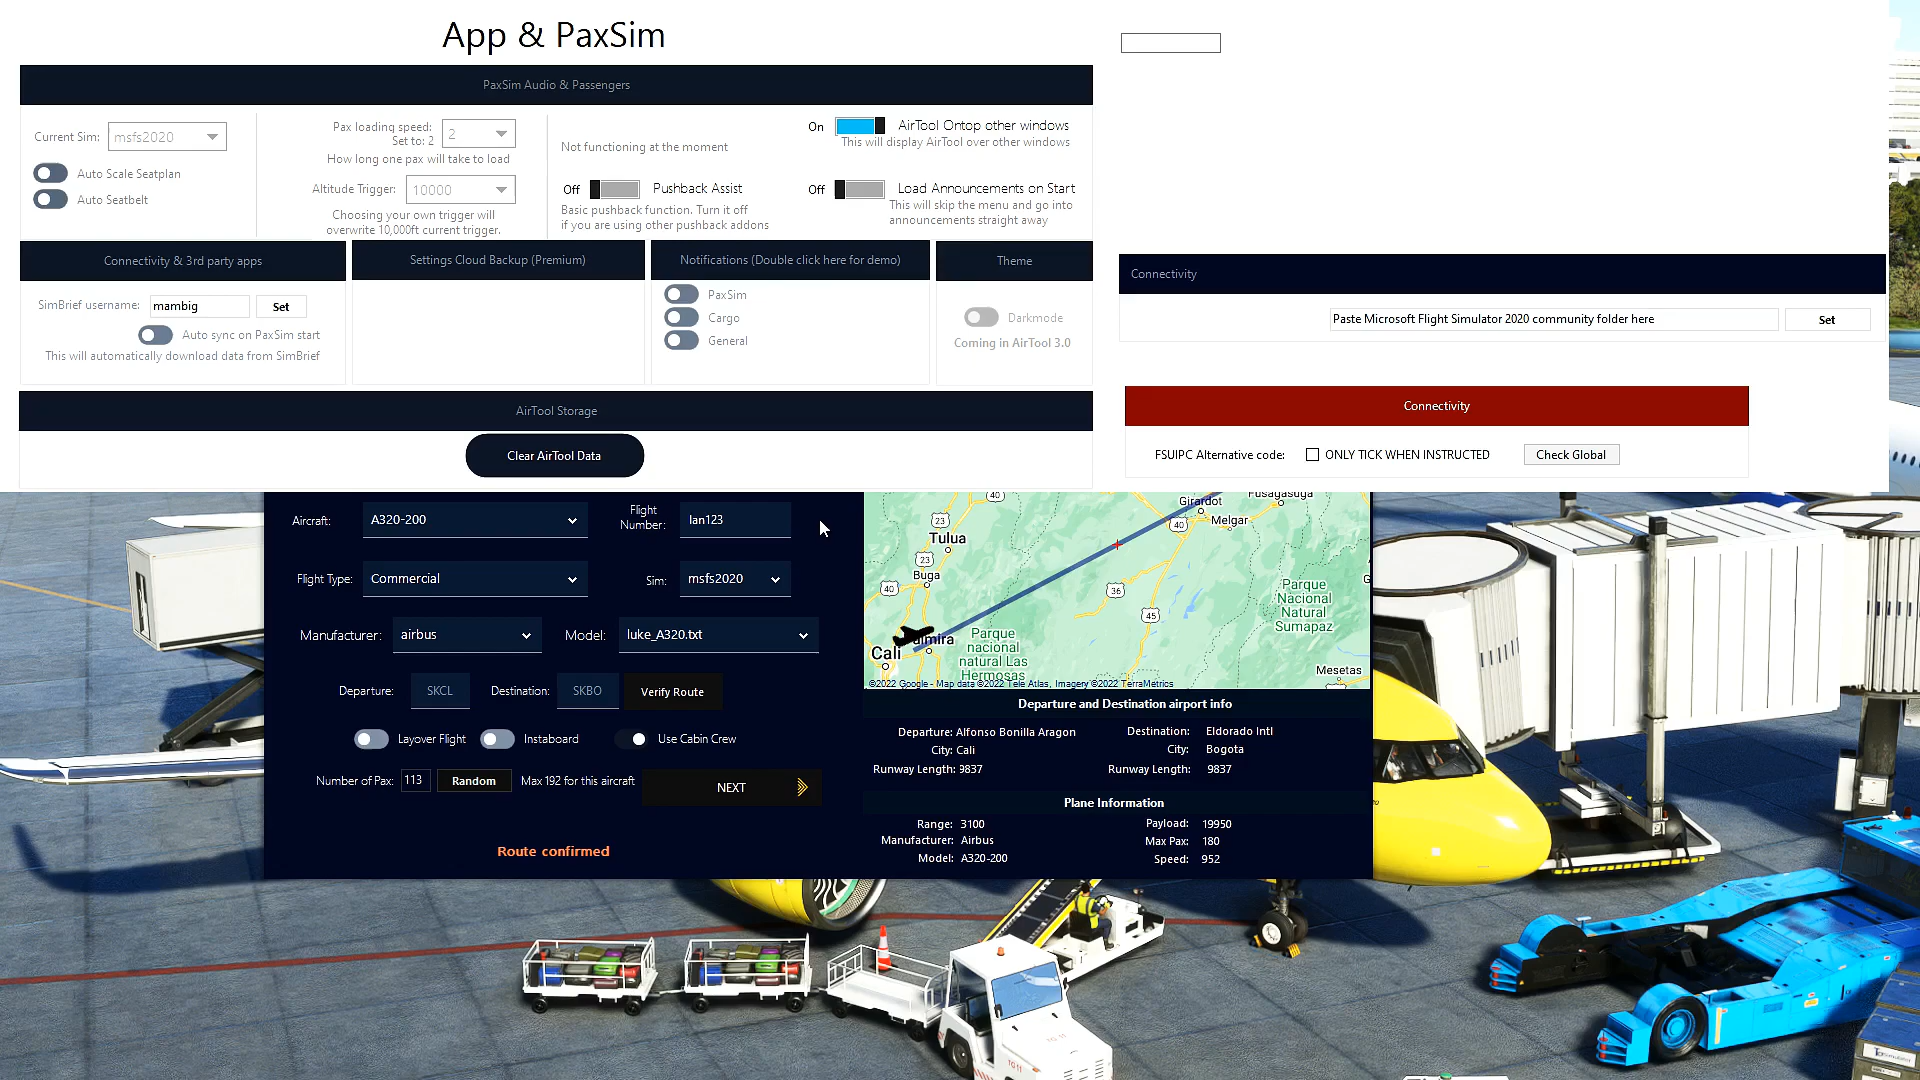 App & PaxSim
PaxSim Audio & Passengers
Current Sim: msfs2020
Auto Scale Seatplan
Auto Seatbelt
Pax loading speed: 2
Set to: 2
How long one pax will take to load
Altitude Trigger: 10000
Choosing your own trigger will
overwrite 10,000ft current trigger.
Not functioning at the moment
Off Pushback Assist
Basic pushback function. Turn it off
if you are using other pushback addons
On AirTool Ontop other windows
This will display AirTool over other windows
Off Load Announcements on Start
This will skip the menu and go into
announcements straight away
Connectivity & 3rd party apps
Settings Cloud Backup (Premium)
Notifications (Double click here for demo)
Theme
SimBrief username: mambig Set
Auto sync on PaxSim start
This will automatically download data from SimBrief
PaxSim
Cargo
General
Darkmode
Coming in AirTool 3.0
AirTool Storage
Clear AirTool Data
Connectivity
Paste Microsoft Flight Simulator 2020 community folder here Set
Connectivity
FSUIPC Alternative code: ONLY TICK WHEN INSTRUCTED Check Global
Aircraft: A320-200
Flight
Number: lan123
Flight Type: Commercial
Sim: msfs2020
Manufacturer: airbus
Model: luke_A320.txt
Departure: SKCL Destination: SKBO Verify Route
Layover Flight Instaboard Use Cabin Crew
Number of Pax: 113 Random Max 192 for this aircraft
NEXT
Route confirmed
40
Girardot
Fusagasuga
23
40
Melgar
Tulua
23
Buga
40
36
45
Parque
Nacional
Natural
Sumapaz
Cali
Parque
nacional
natural Las
Hermosas
Mesetas
©2022 Google - Map data ©2022 Tele Atlas, Imagery ©2022 TerraMetrics
Departure and Destination airport info
Departure: Alfonso Bonilla Aragon
City: Cali
Runway Length: 9837
Destination: Eldorado Intl
City: Bogota
Runway Length: 9837
Plane Information
Range: 3100
Manufacturer: Airbus
Model: A320-200
Payload: 19950
Max Pax: 180
Speed: 952